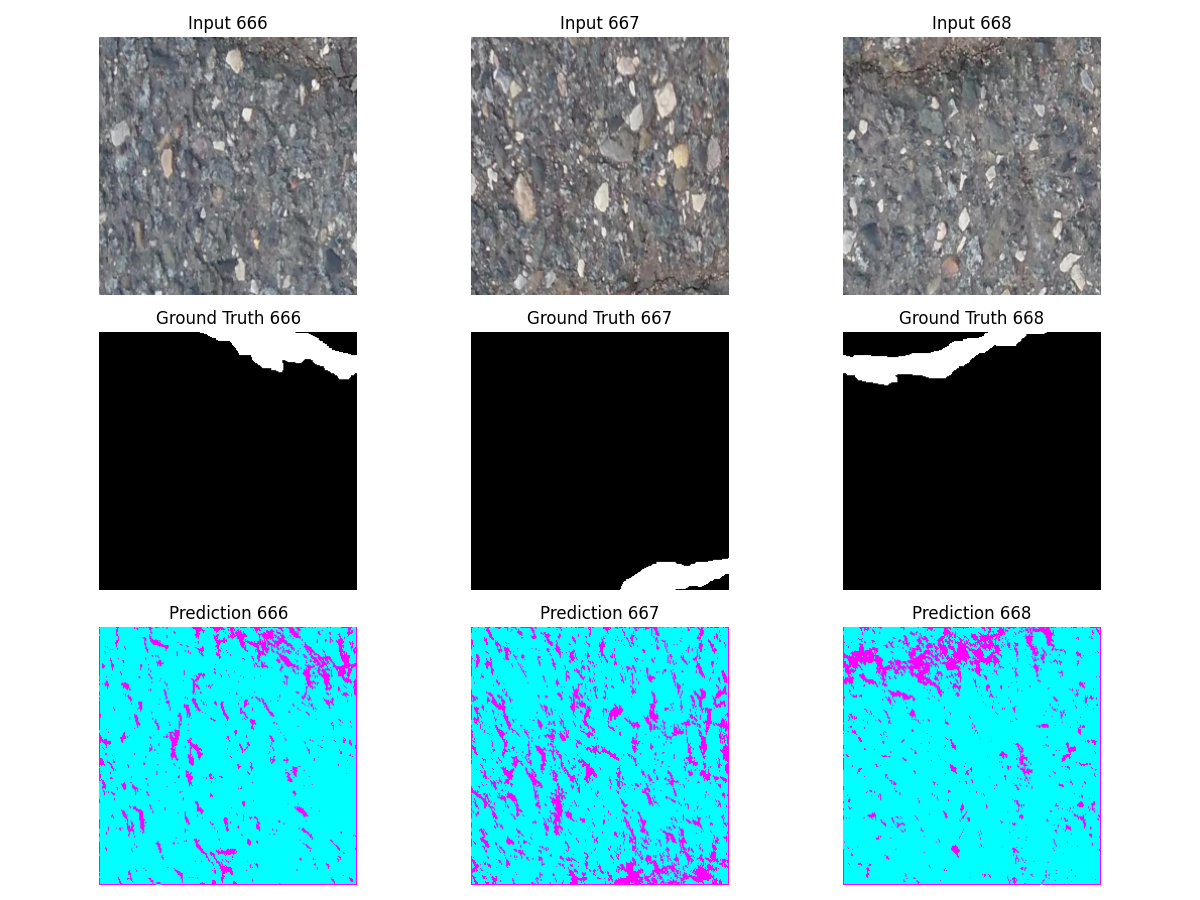 Input 666
Input 667
Input 668
Ground Truth 666
Ground Truth 667
Ground Truth 668
Prediction 666
Prediction 667
Prediction 668